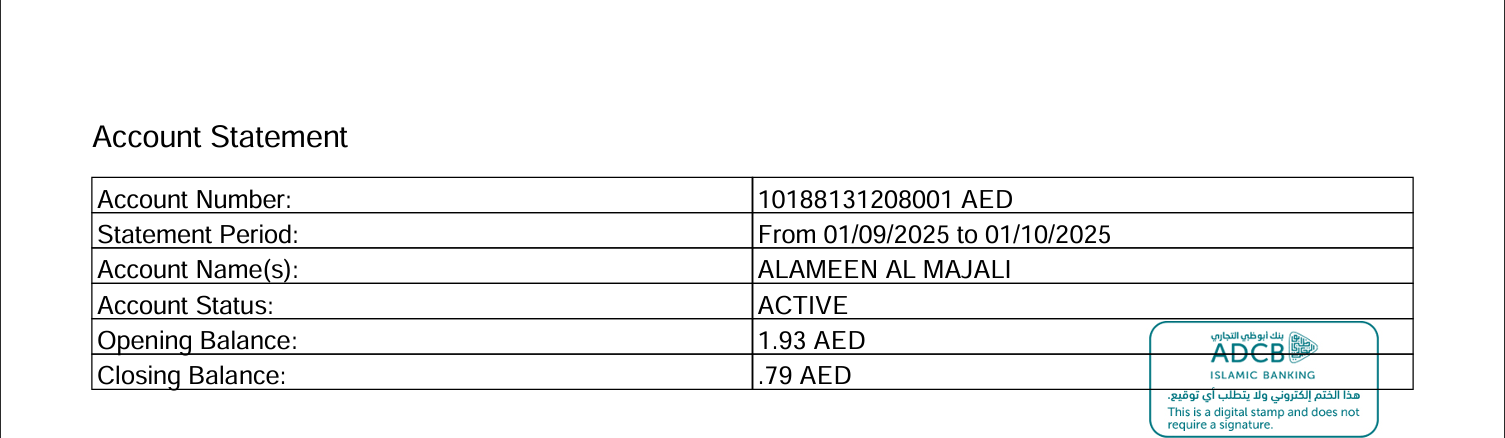 Account Statement
Account Number: 10188131208001 AED
Statement Period: From 01/09/2025 to 01/10/2025
Account Name(s): ALAMEEN AL MAJALI
Account Status: ACTIVE
Opening Balance: 1.93 AED
Closing Balance: .79 AED
بنك أبوظبي التجاري
ADCB
ISLAMIC BANKING
هذا الختم إلكتروني ولا يتطلب أي توقيع.
This is a digital stamp and does not
require a signature.